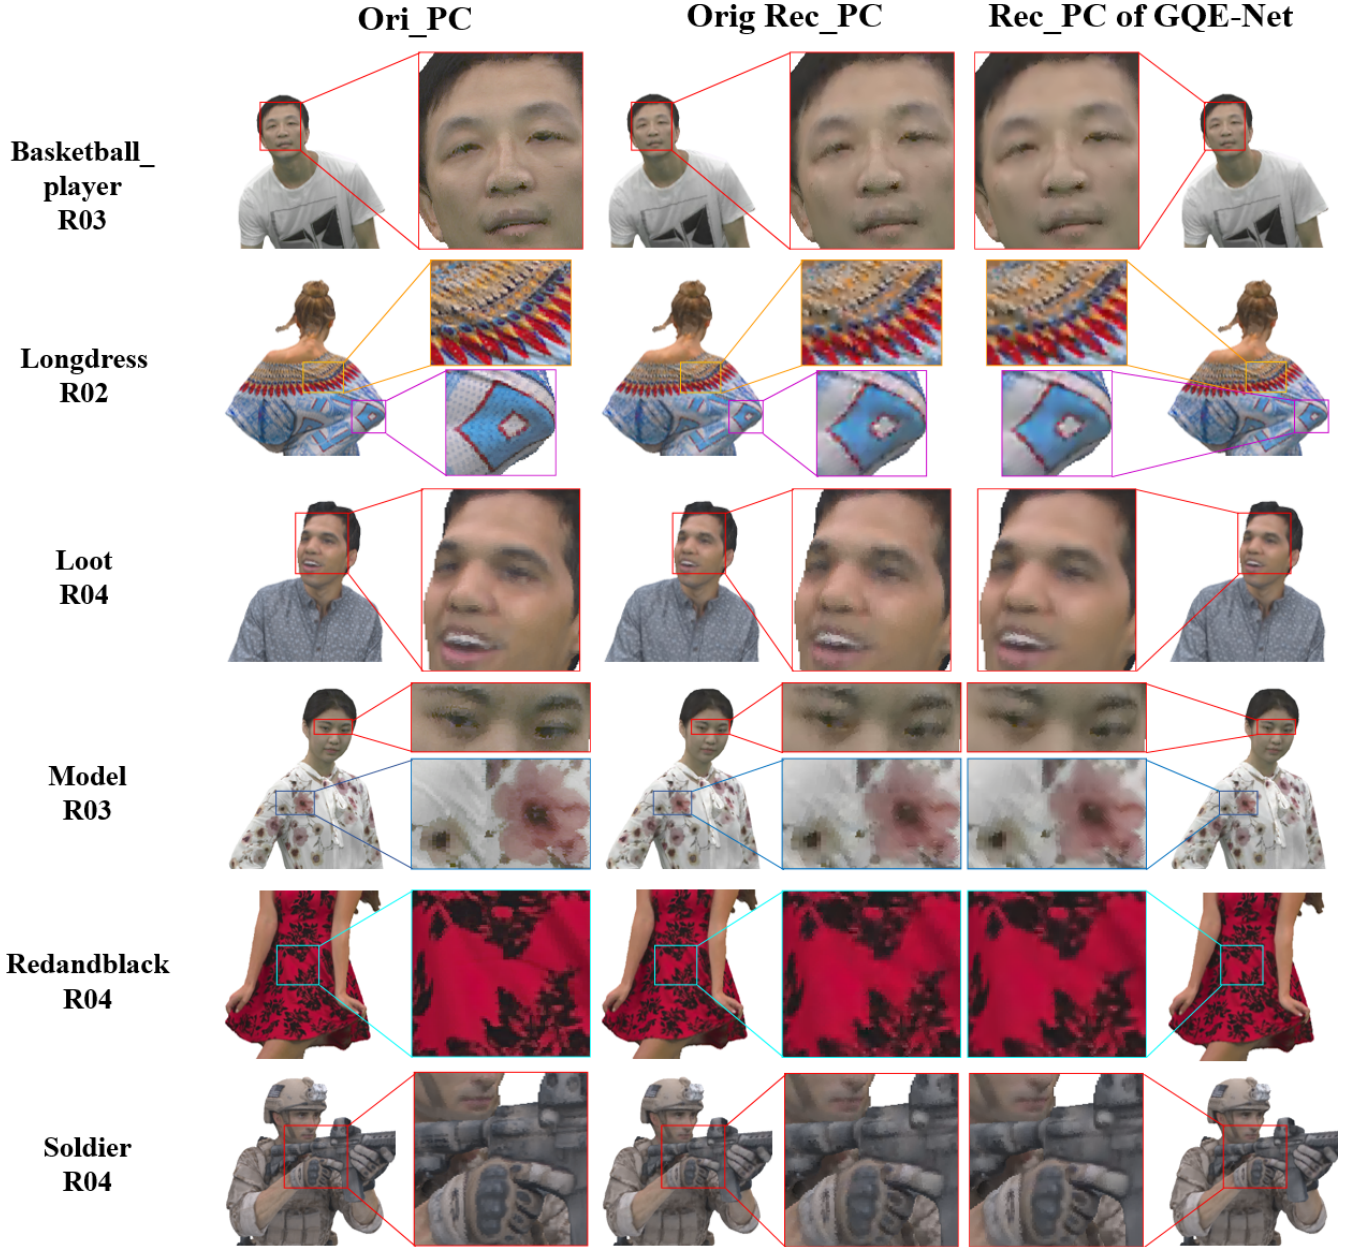 Ori_PC
Orig Rec_PC
Rec_PC of GQE-Net
Basketball_
player
R03
Longdress
R02
Loot
R04
Model
R03
Redandblack
R04
Soldier
R04